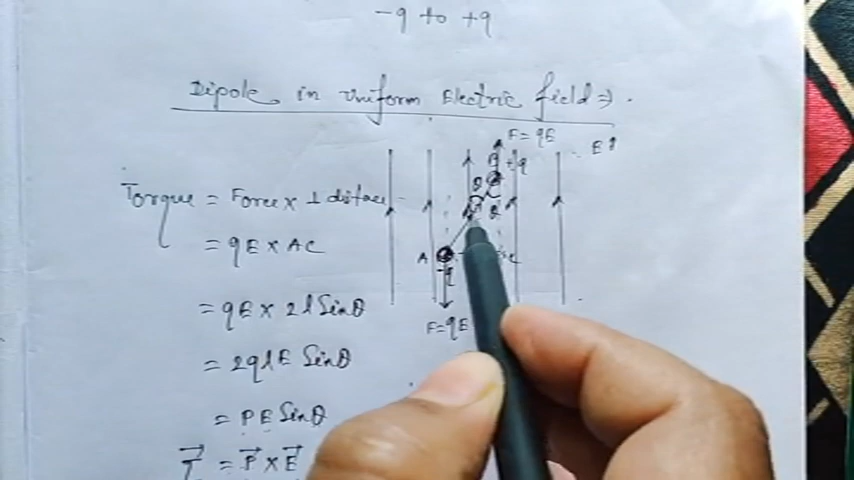 -q to +q
Dipole in Uniform Electric field ⇒ .
F = qE
E↑
B +q
θ
θ
Torque = Force × ⊥ distace
= qE × AC
A
C
-q
F = qE
= qE × 2l Sinθ
= 2qlE Sinθ
= PE Sinθ
T⃗ = P⃗ × E⃗